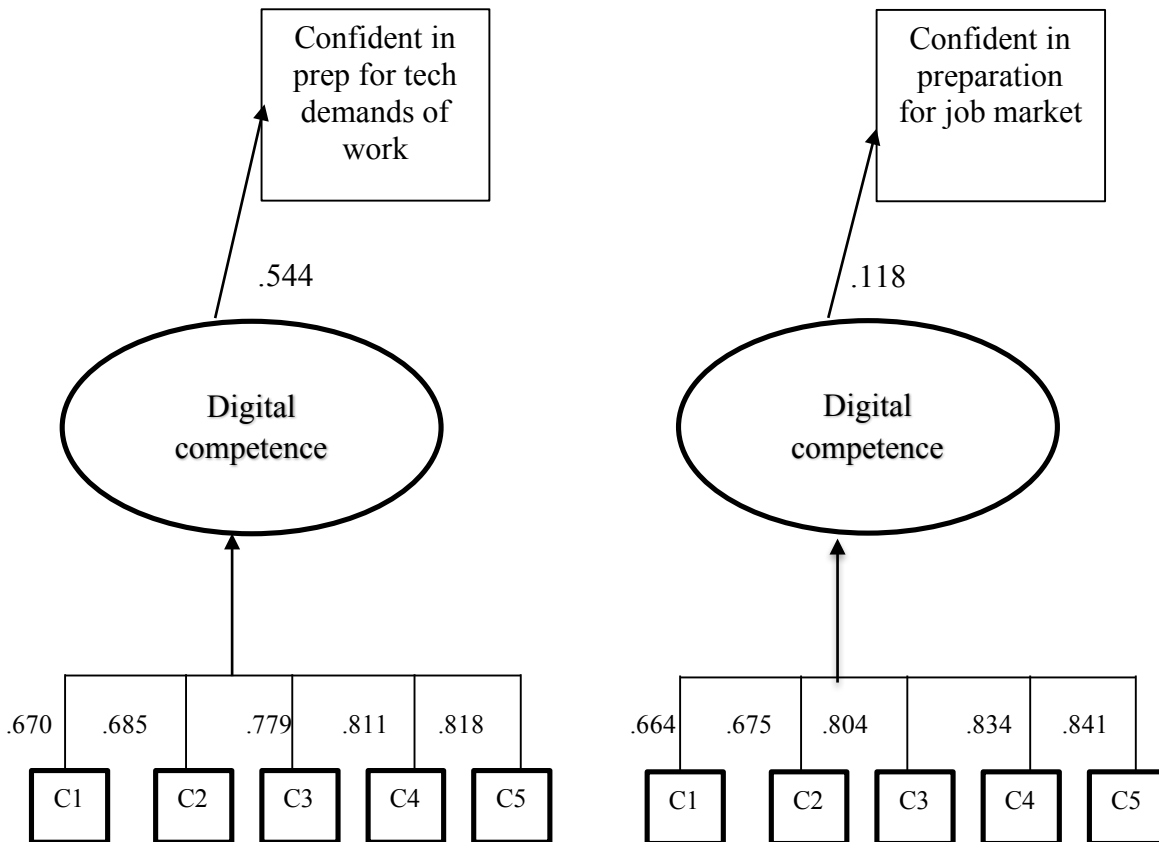 Confident in
prep for tech
demands of
work
.544
Digital
competence
.670
.685
.779
.811
.818
C1
C2
C3
C4
C5
Confident in
preparation
for job market
.118
Digital
competence
.664
.675
.804
.834
.841
C1
C2
C3
C4
C5